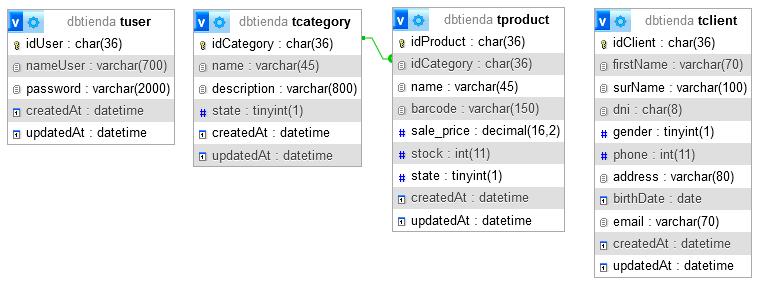 v dbtienda tuser
idUser : char(36)
nameUser : varchar(700)
password : varchar(2000)
createdAt : datetime
updatedAt : datetime
v dbtienda tcategory
idCategory : char(36)
name : varchar(45)
description : varchar(800)
# state : tinyint(1)
createdAt : datetime
updatedAt : datetime
v dbtienda tproduct
idProduct : char(36)
idCategory : char(36)
name : varchar(45)
barcode : varchar(150)
# sale_price : decimal(16,2)
# stock : int(11)
# state : tinyint(1)
createdAt : datetime
updatedAt : datetime
v dbtienda tclient
idClient : char(36)
firstName : varchar(70)
surName : varchar(100)
dni : char(8)
# gender : tinyint(1)
# phone : int(11)
address : varchar(80)
birthDate : date
email : varchar(70)
createdAt : datetime
updatedAt : datetime